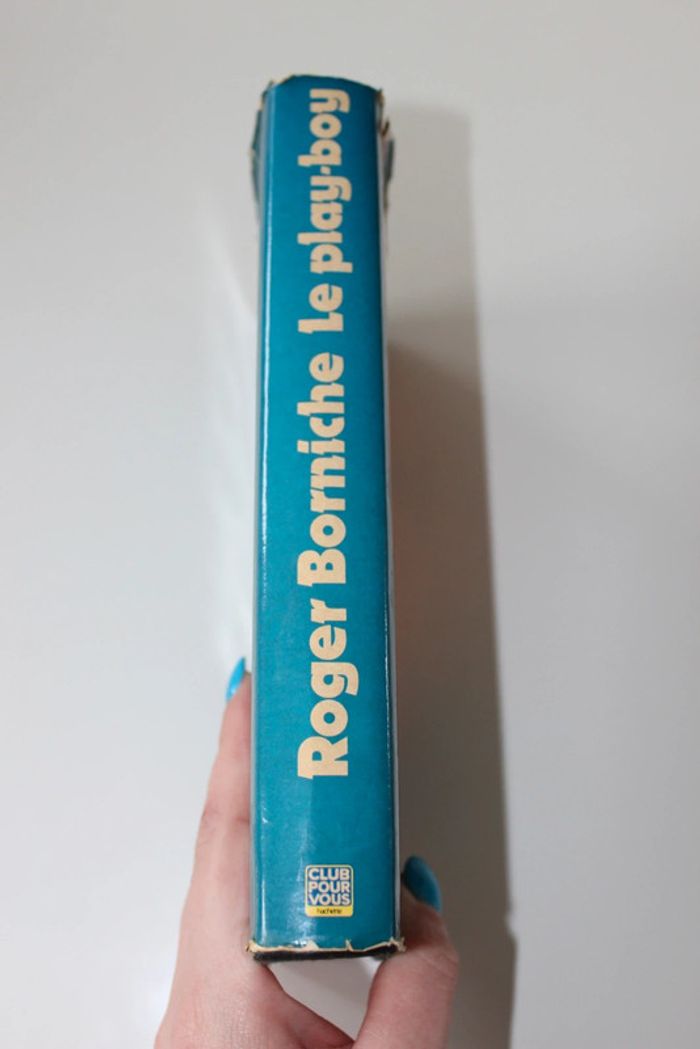 Roger Borniche Le play-boy
CLUB
POUR
VOUS
hachette